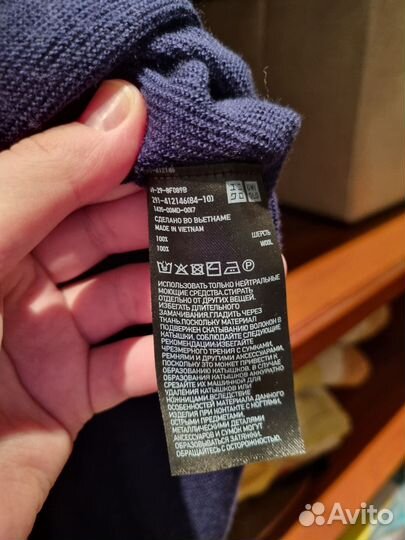 291-412146(84-10)
СДЕЛАНО ВО ВЬЕТНАМЕ
MADE IN VIETNAM
100% ШЕРСТЬ
100% WOOL
ИСПОЛЬЗОВАТЬ ТОЛЬКО НЕЙТРАЛЬНЫЕ
МОЮЩИЕ СРЕДСТВА.СТИРАТЬ
ОТДЕЛЬНО ОТ ДРУГИХ ВЕЩЕЙ.
ИЗБЕГАТЬ ДОЛГОГО
ЗАМАЧИВАНИЯ.ГЛАДИТЬ ЧЕРЕЗ
ТКАНЬ.ПОСКОЛЬКУ МАТЕРИАЛ
ПОДВЕРЖЕН СКАТЫВАНИЮ ВОЛОКОН В
КАТЫШКИ, СОБЛЮДАЙТЕ СЛЕДУЮЩИЕ
РЕКОМЕНДАЦИИ:ИЗБЕГАЙТЕ
ЧРЕЗМЕРНОГО ТРЕНИЯ С СУМКАМИ,
РЕМНЯМИ И ДРУГИМИ АКСЕССУАРАМИ,
ПОСКОЛЬКУ ЭТО МОЖЕТ ПРИВЕСТИ К
ОБРАЗОВАНИЮ КАТЫШКОВ.В СЛУЧАЕ
ОБРАЗОВАНИЯ КАТЫШКОВ АККУРАТНО
СРЕЖЬТЕ ИХ МАШИНКОЙ ДЛЯ
УДАЛЕНИЯ КАТЫШКОВ ИЛИ
НОЖНИЦАМИ.ВСЛЕДСТВИЕ
ОСОБЕННОСТЕЙ МАТЕРИАЛА ДАННОГО
ИЗДЕЛИЯ ПРИ КОНТАКТЕ С НОГТЯМИ,
ОСТРЫМИ ПРЕДМЕТАМИ,
МЕТАЛЛИЧЕСКИМИ ДЕТАЛЯМИ
АКСЕССУАРОВ И СУМОК МОГУТ
ОБРАЗОВАТЬСЯ ЗАТЯЖКИ.
ОБРАЩАЙТЕСЬ ОСТОРОЖНО.
Avito